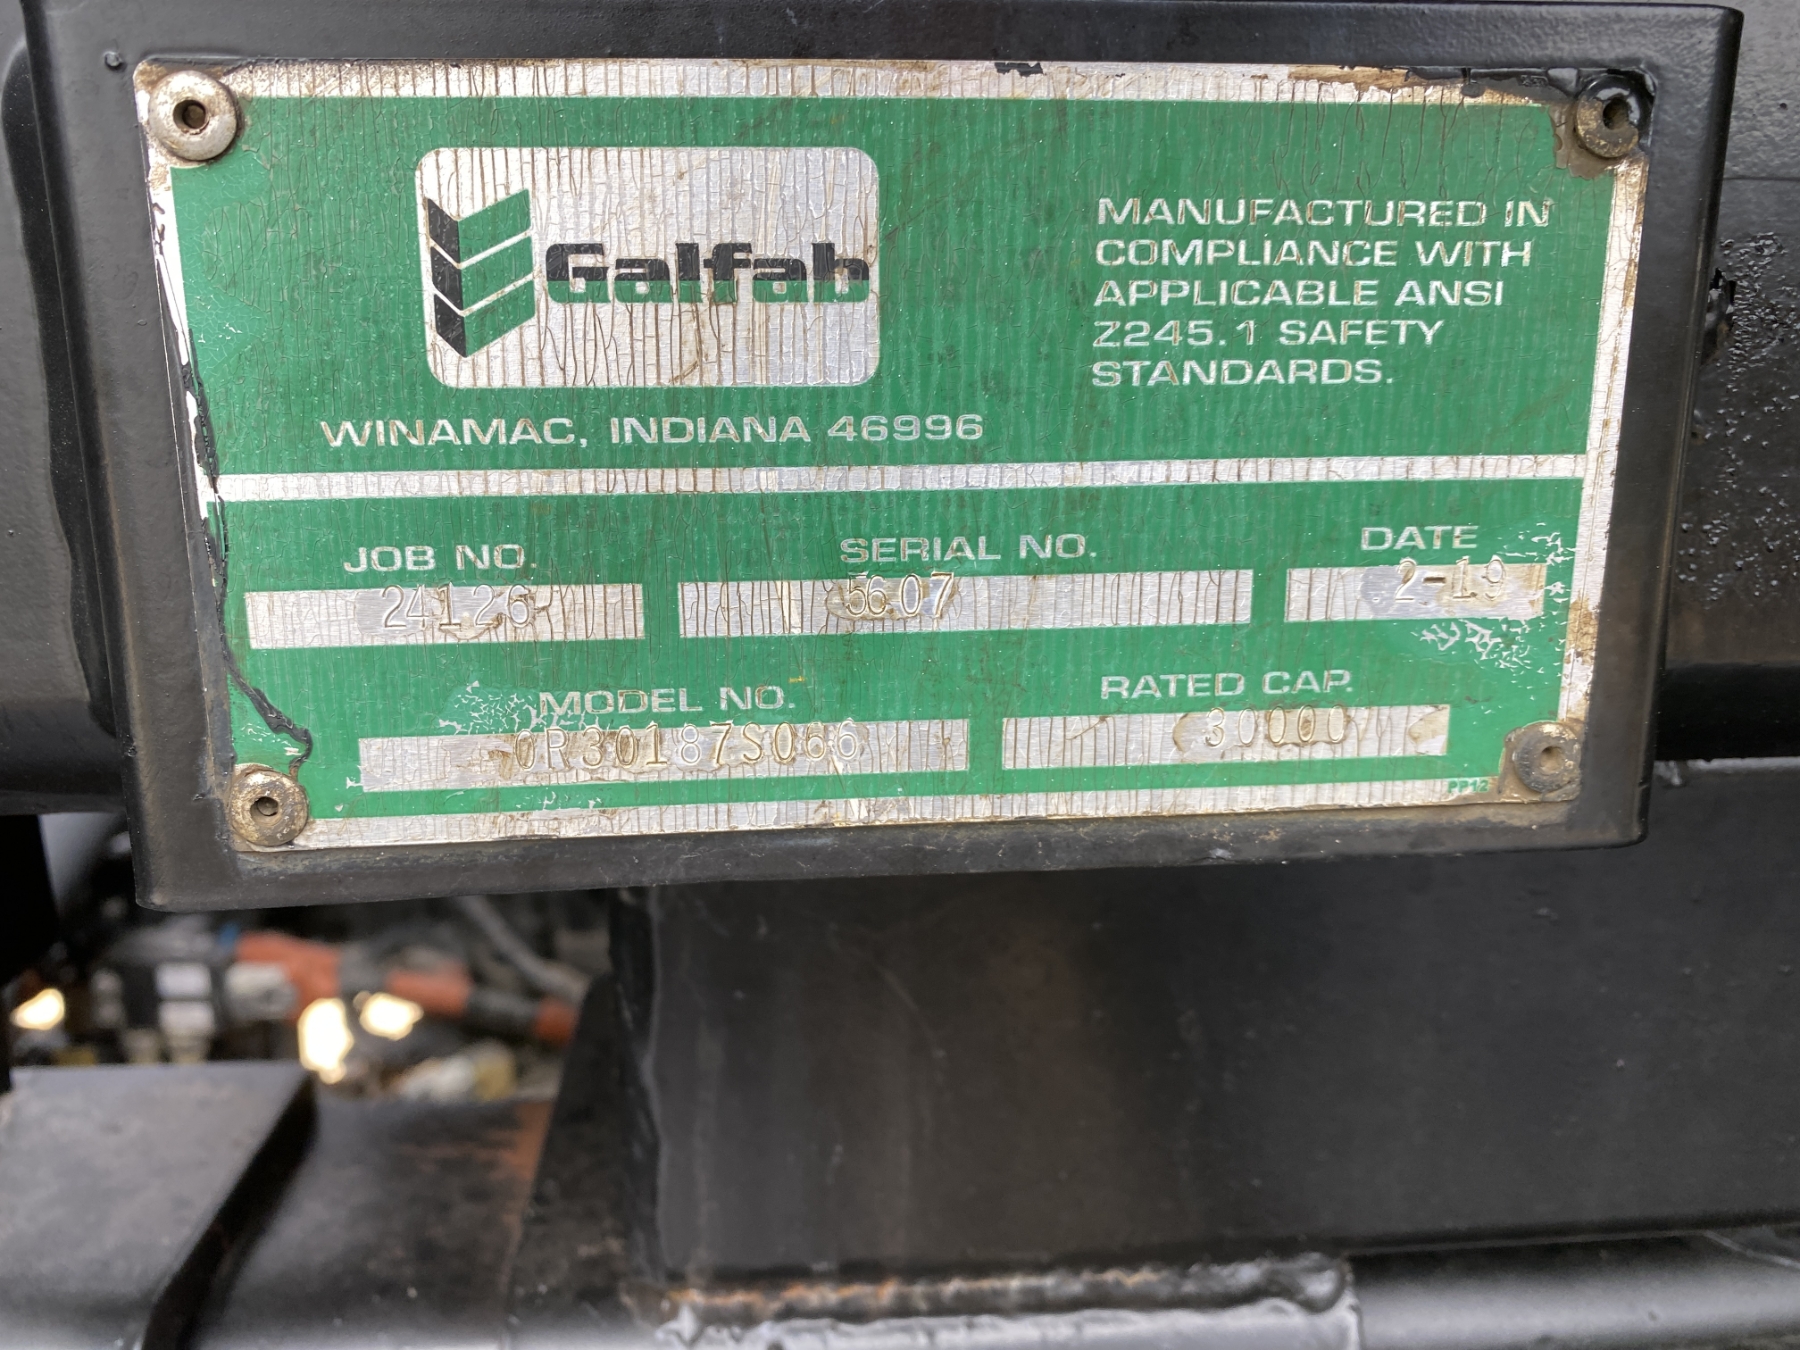 Galfab
MANUFACTURED IN
COMPLIANCE WITH
APPLICABLE ANSI
Z245.1 SAFETY
STANDARDS.
WINAMAC, INDIANA 46996
JOB NO.
24126
SERIAL NO.
5607
DATE
2-19
MODEL NO.
OR30187S066
RATED CAP.
30000
PP12